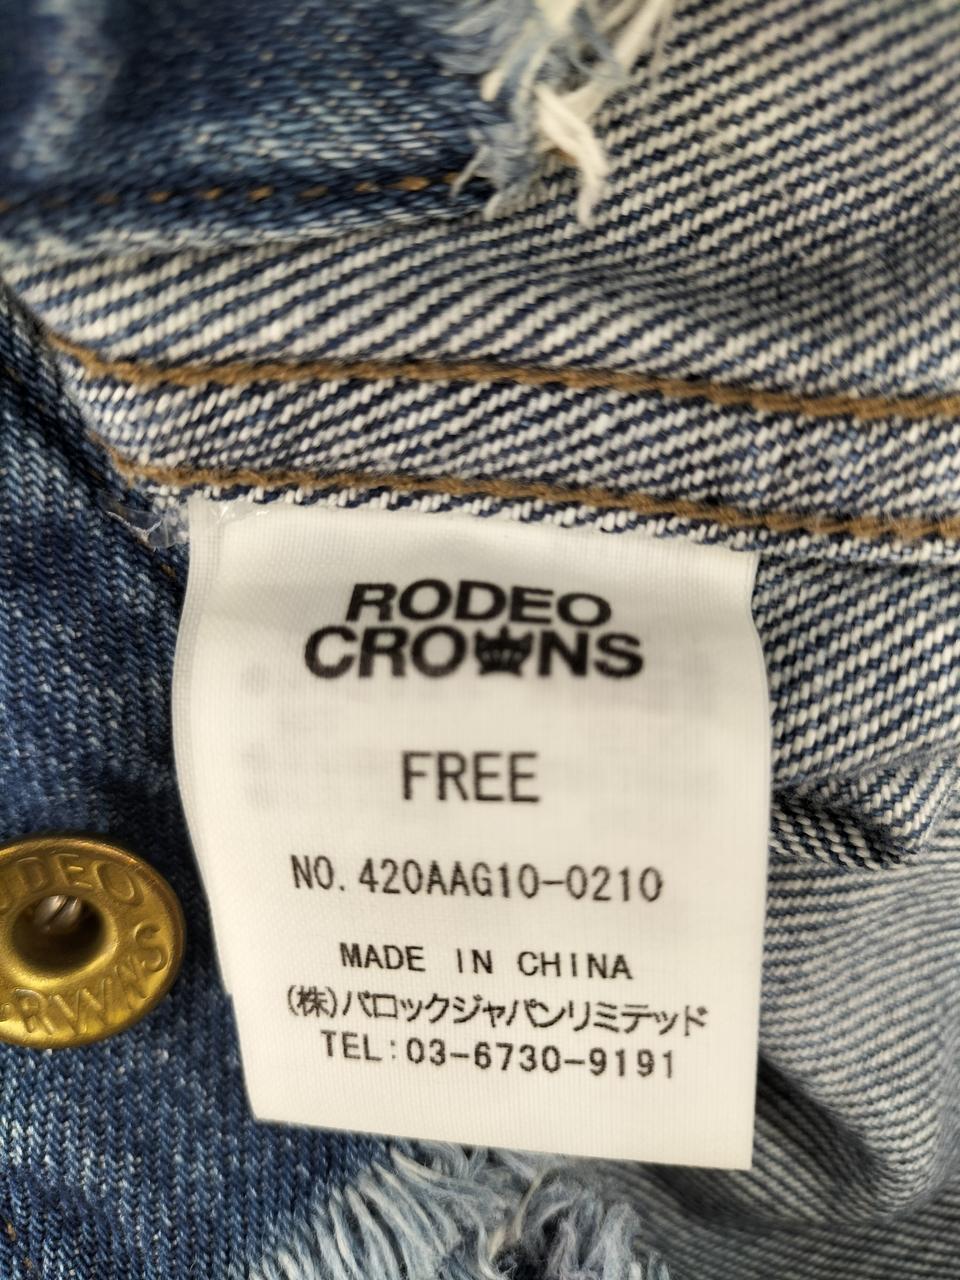 RODEO
CROWNS
FREE
NO. 420AAG10-0210
MADE IN CHINA
(株)バロックジャパンリミテッド
TEL:03-6730-9191